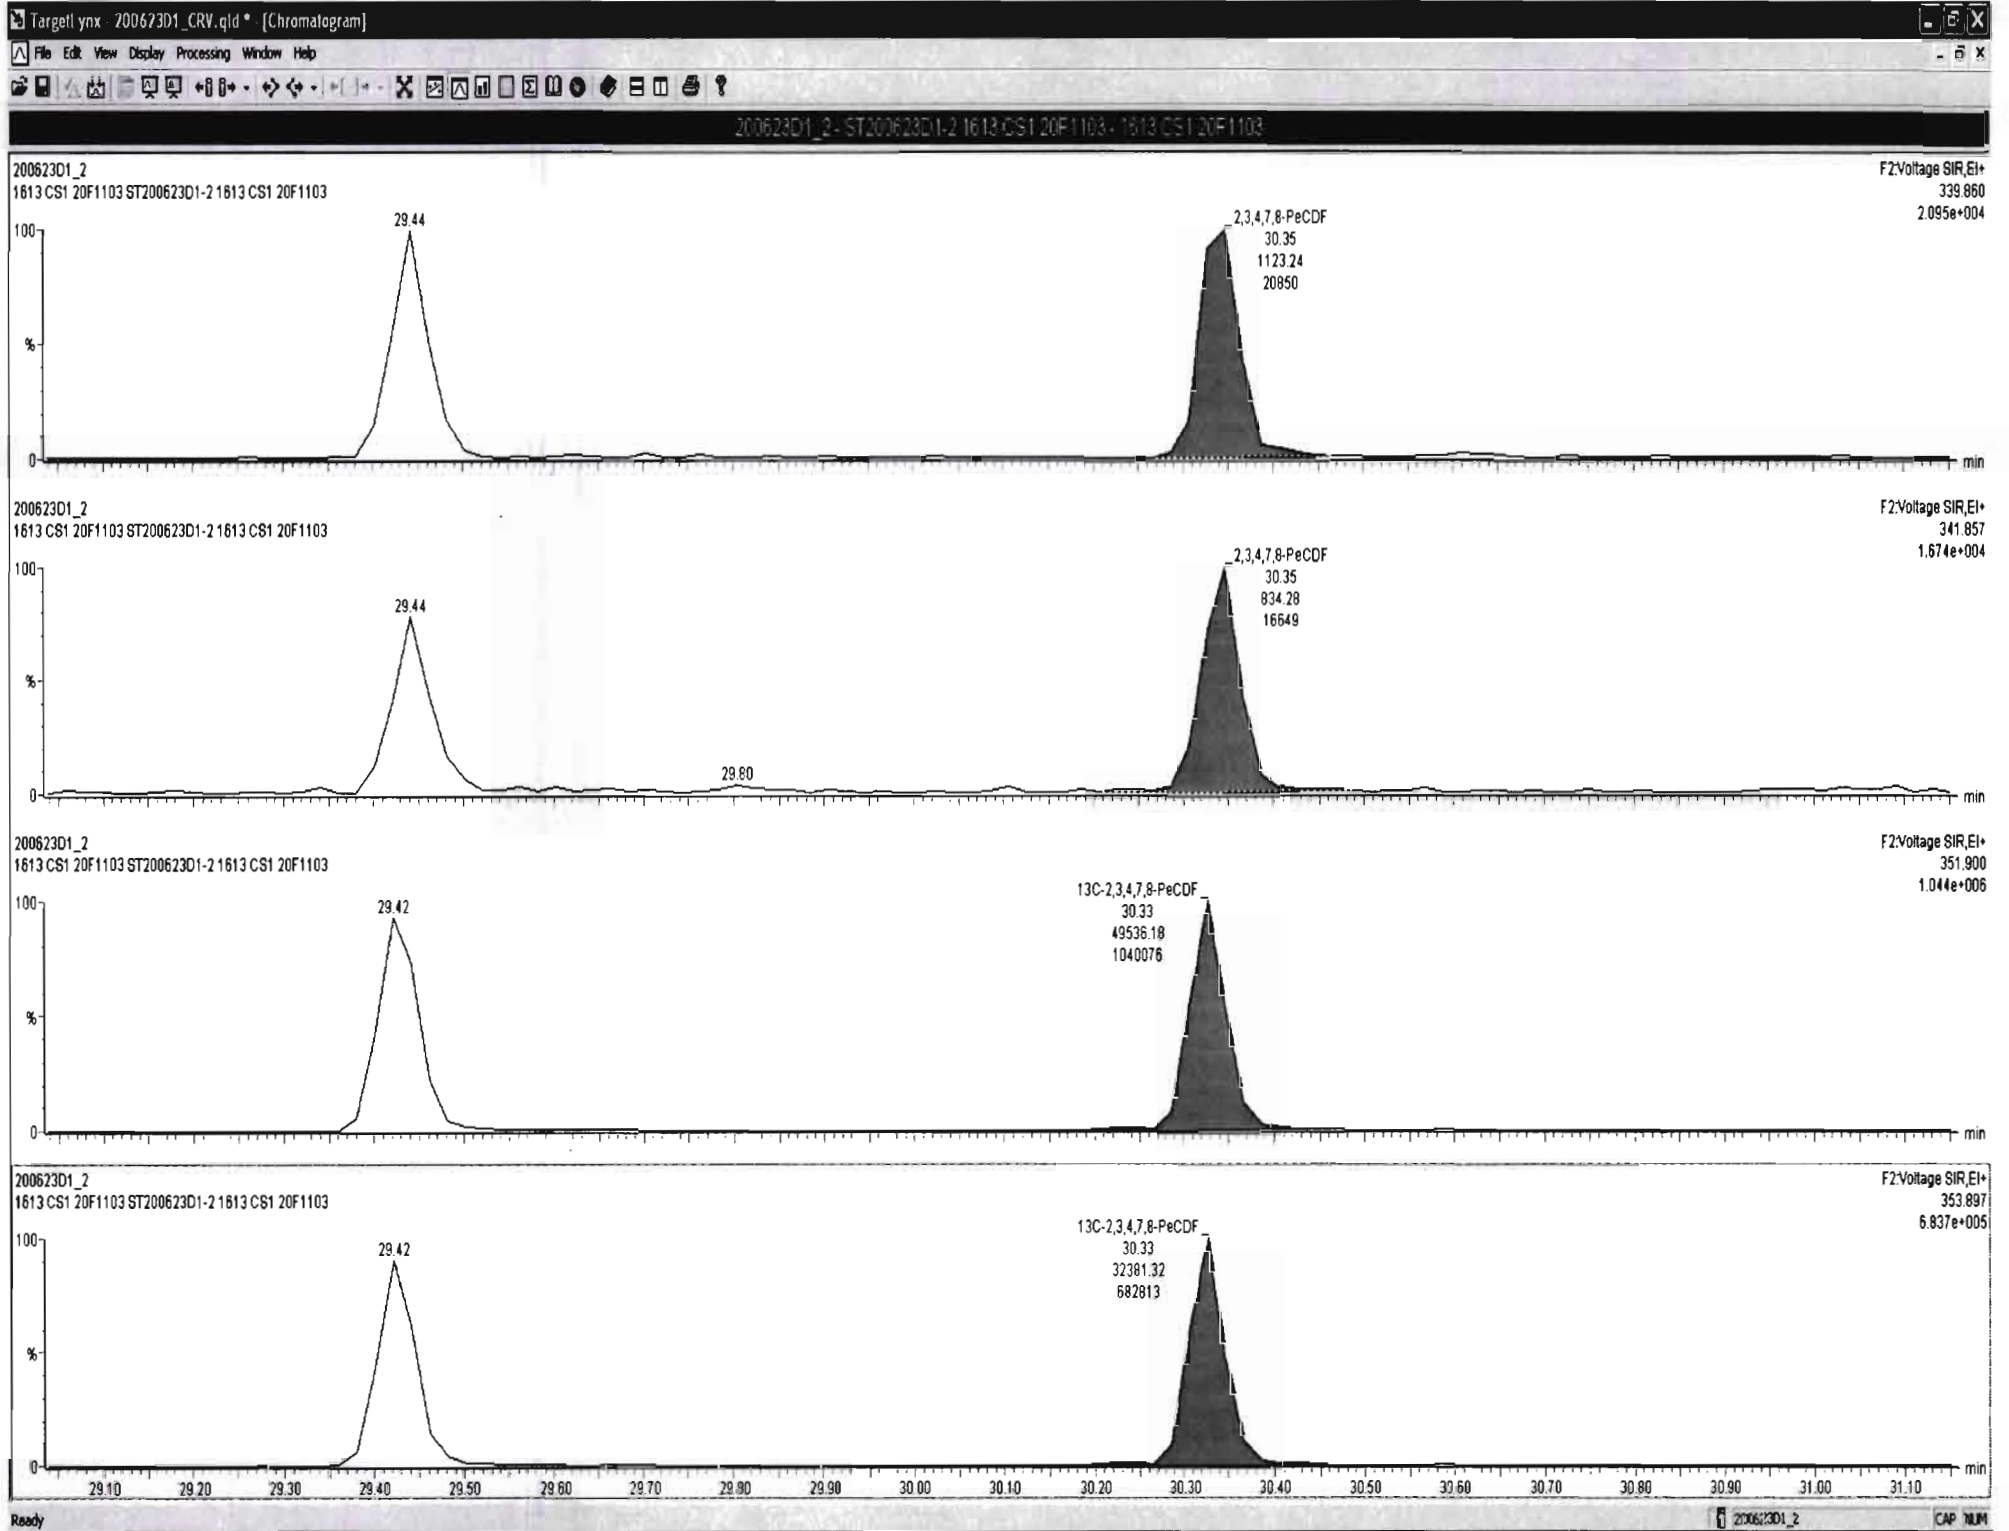 TargetLynx - 200623D1_CRV.qld * - [Chromatogram]
File Edit View Display Processing Window Help
200623D1_2 - ST200623D1-2 1613 CS1 20F1103 - 1613 CS1 20F1103
200623D1_2
1613 CS1 20F1103 ST200623D1-2 1613 CS1 20F1103
F2:Voltage SIR,EI+
339.860
2.095e+004
100
%
0
29.44
2,3,4,7,8-PeCDF
30.35
1123.24
20850
min
200623D1_2
1613 CS1 20F1103 ST200623D1-2 1613 CS1 20F1103
F2:Voltage SIR,EI+
341.857
1.674e+004
100
%
0
29.44
29.80
2,3,4,7,8-PeCDF
30.35
834.28
16649
min
200623D1_2
1613 CS1 20F1103 ST200623D1-2 1613 CS1 20F1103
F2:Voltage SIR,EI+
351.900
1.044e+006
100
%
0
29.42
13C-2,3,4,7,8-PeCDF
30.33
49536.18
1040076
min
200623D1_2
1613 CS1 20F1103 ST200623D1-2 1613 CS1 20F1103
F2:Voltage SIR,EI+
353.897
6.837e+005
100
%
0
29.42
13C-2,3,4,7,8-PeCDF
30.33
32381.32
682813
min
29.10 29.20 29.30 29.40 29.50 29.60 29.70 29.80 29.90 30.00 30.10 30.20 30.30 30.40 30.50 30.60 30.70 30.80 30.90 31.00 31.10
Ready
200623D1_2
CAP NUM